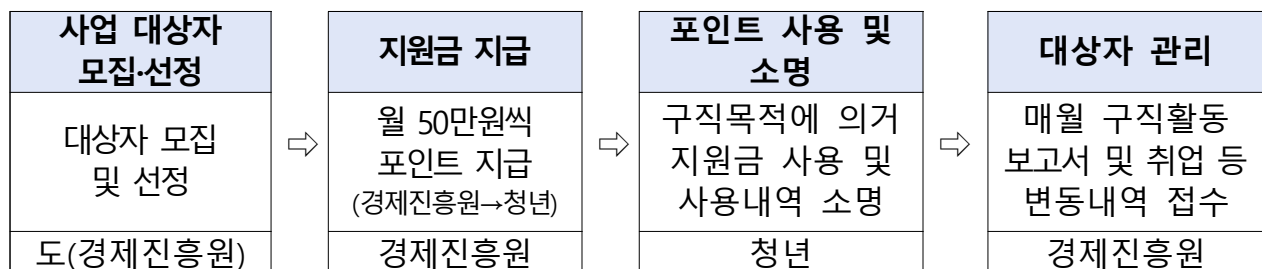 사업 대상자
모집·선정
대상자 모집
및 선정
도(경제진흥원)
⇨
지원금 지급
월 50만원씩
포인트 지급
(경제진흥원→청년)
경제진흥원
⇨
포인트 사용 및
소명
구직목적에 의거
지원금 사용 및
사용내역 소명
청년
⇨
대상자 관리
매월 구직활동
보고서 및 취업 등
변동내역 접수
경제진흥원